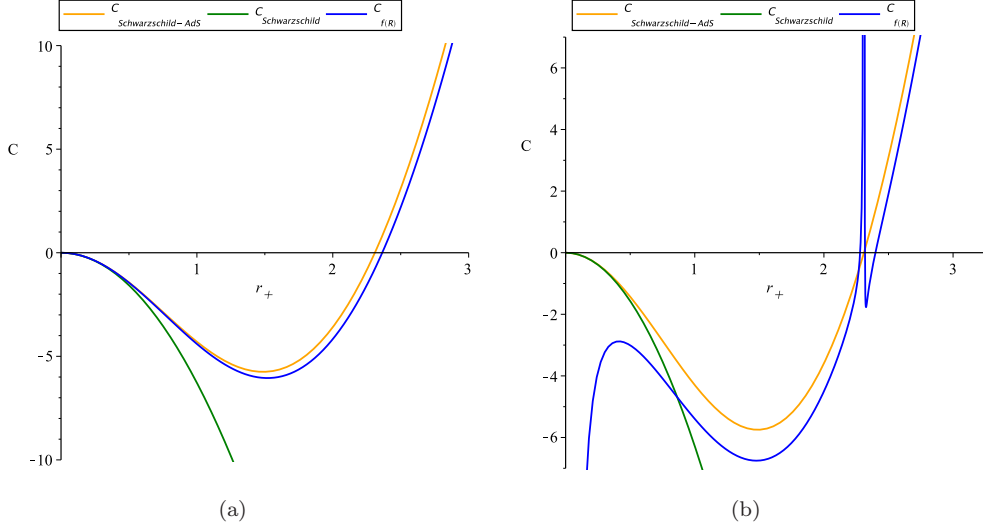 C Schwarzschild–AdS C Schwarzschild C f(R)
10
5
C
0
1 2 3
r+
-5
-10
(a)
C Schwarzschild–AdS C Schwarzschild C f(R)
6
4
C
2
0
1 2 3
r+
-2
-4
-6
(b)